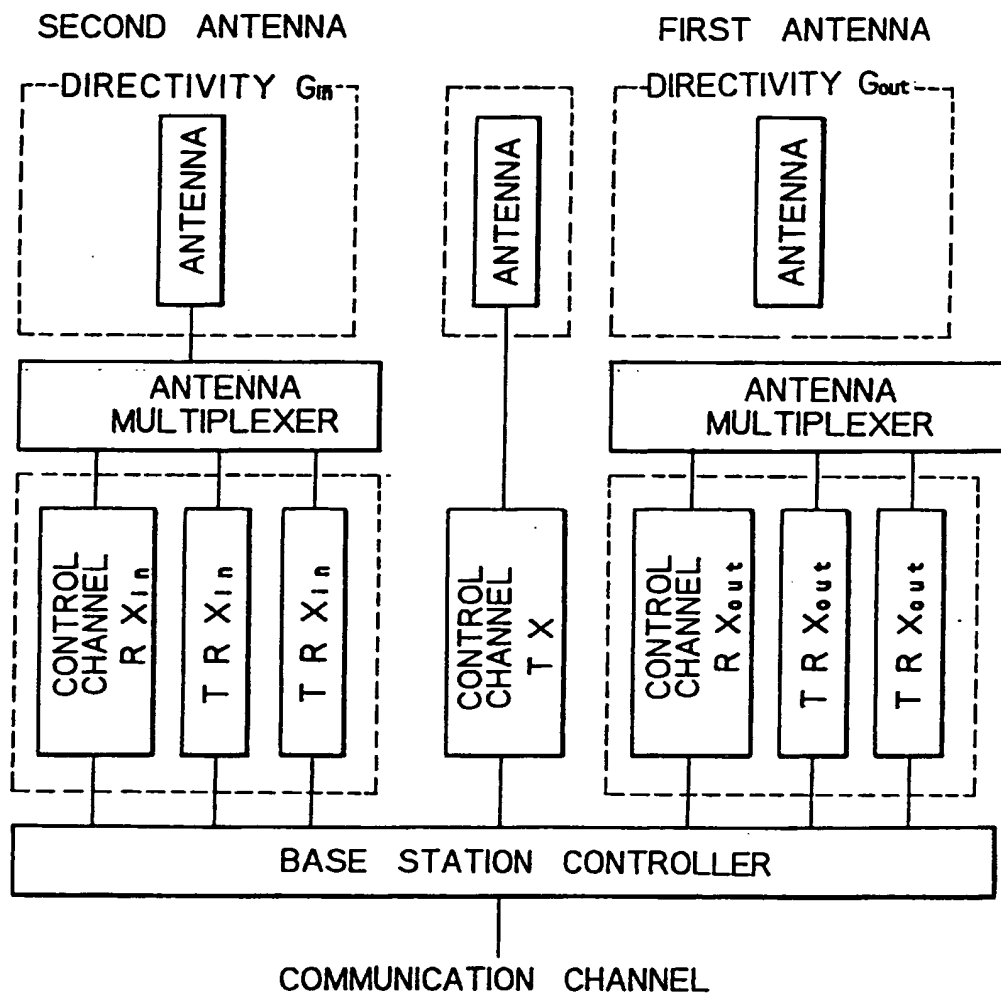 SECOND ANTENNA
FIRST ANTENNA
DIRECTIVITY Gin
DIRECTIVITY Gout
ANTENNA
ANTENNA
ANTENNA
ANTENNA
MULTIPLEXER
ANTENNA
MULTIPLEXER
CONTROL
CHANNEL
R Xin
T R Xin
T R Xin
CONTROL
CHANNEL
T X
CONTROL
CHANNEL
R Xout
T R Xout
T R Xout
BASE STATION CONTROLLER
COMMUNICATION CHANNEL